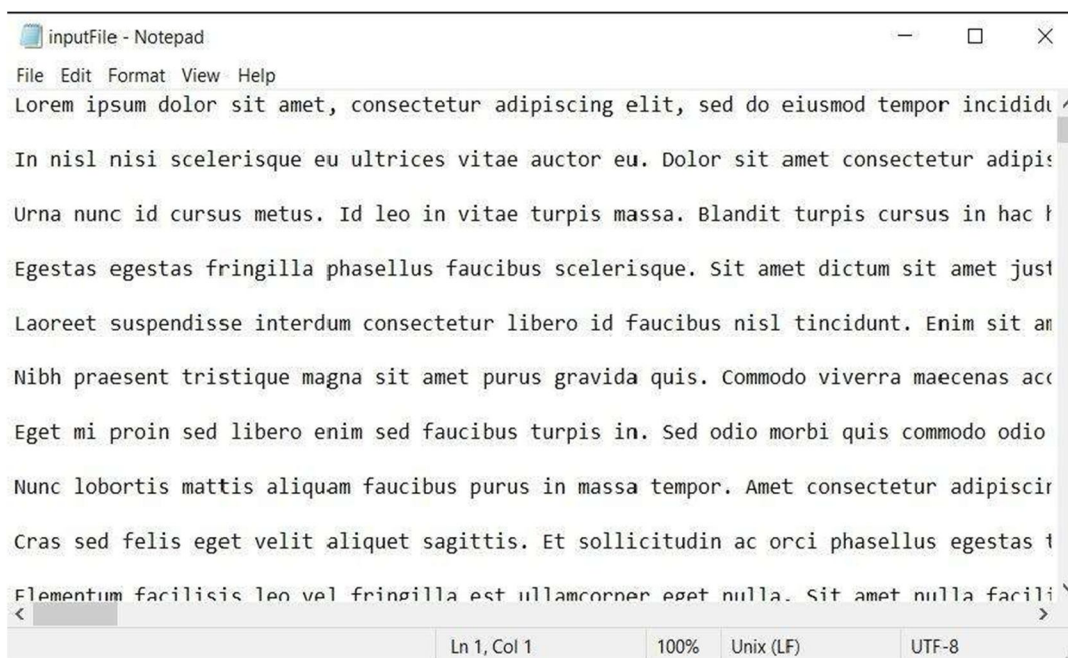 inputFile - Notepad
File Edit Format View Help
Lorem ipsum dolor sit amet, consectetur adipiscing elit, sed do eiusmod tempor
In nisl nisi scelerisque eu ultrices vitae auctor eu. Dolor sit amet consectetur
Urna nunc id cursus metus. Id leo in vitae turpis massa. Blandit turpis cursus in hac
Egestas egestas fringilla phasellus faucibus scelerisque. Sit amet dictum sit amet
Laoreet suspendisse interdum consectetur libero id faucibus nisl tincidunt. Enim sit
Nibh praesent tristique magna sit amet purus gravida quis. Commodo viverra maecenas
Eget mi proin sed libero enim sed faucibus turpis in. Sed odio morbi quis commodo odio
Nunc lobortis mattis aliquam faucibus purus in massa tempor. Amet consectetur
Cras sed felis eget velit aliquet sagittis. Et sollicitudin ac orci phasellus egestas
Elementum facilisis leo vel fringilla est ullamcorper eget nulla. Sit amet nulla
Ln 1, Col 1 100% Unix (LF) UTF-8